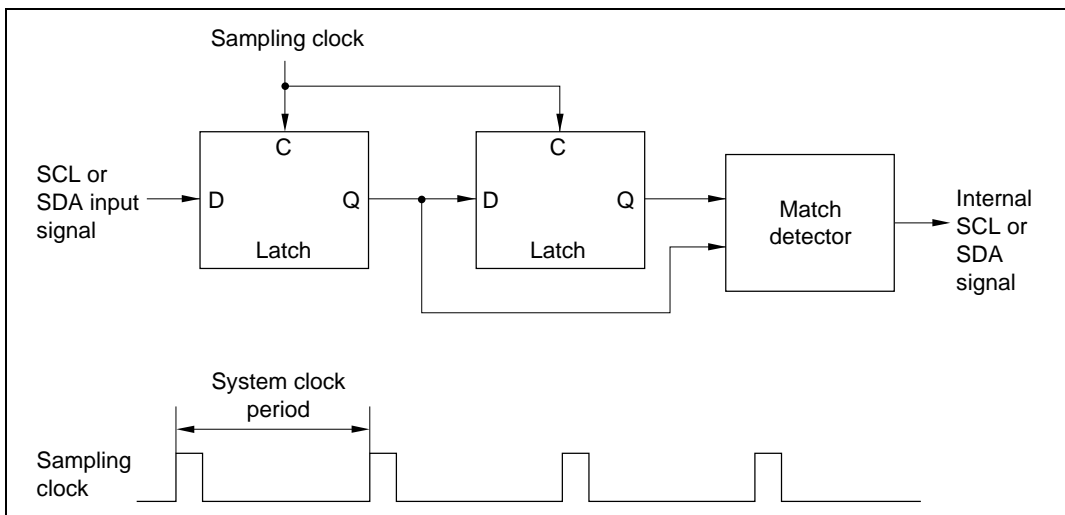 Sampling clock
C
C
SCL or
SDA input
signal
D
Q
D
Q
Latch
Latch
Match
detector
Internal
SCL or
SDA
signal
System clock
period
Sampling
clock